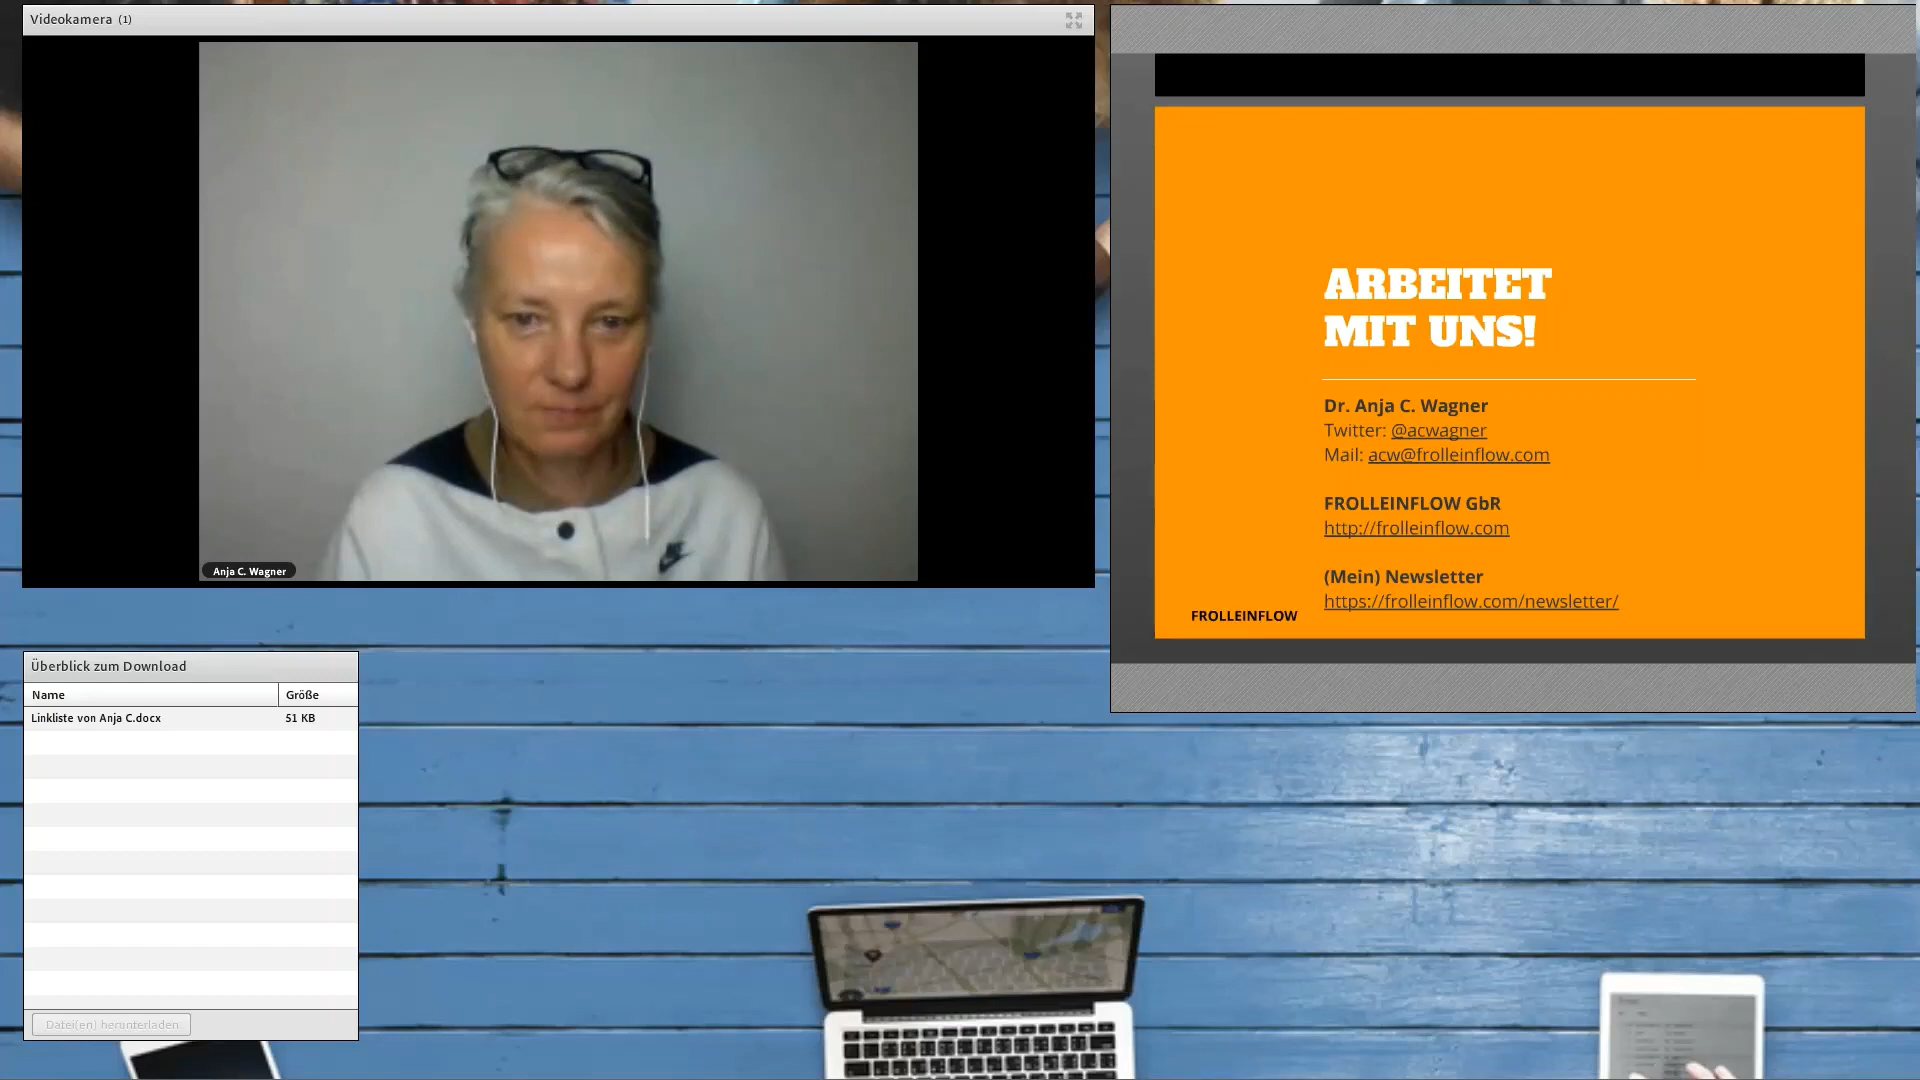 Videokamera (1)
Anja C. Wagner
ARBEITET
MIT UNS!
Dr. Anja C. Wagner
Twitter: @acwagner
Mail: acw@frolleinflow.com
FROLLEINFLOW GbR
http://frolleinflow.com
(Mein) Newsletter
https://frolleinflow.com/newsletter/
FROLLEINFLOW
Überblick zum Download
Name Größe
Linkliste von Anja C.docx 51 KB
Datei(en) herunterladen